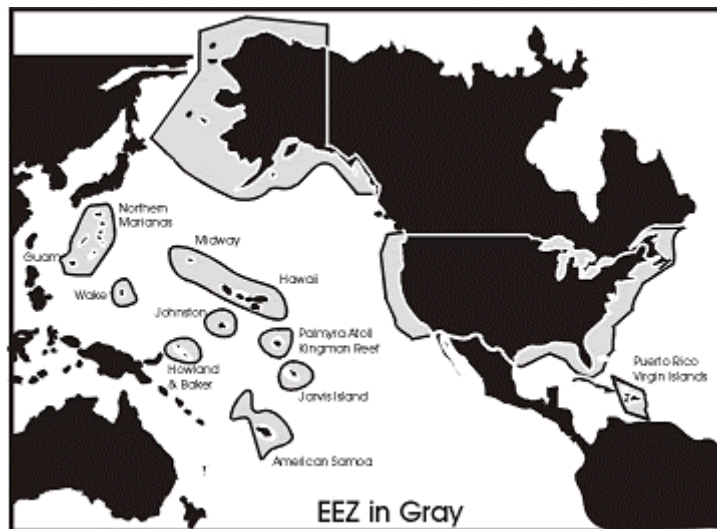 Northern
Marianas
Guam
Midway
Hawaii
Wake
Johnston
Palmyra Atoll
Kingman Reef
Howland
& Baker
Jarvis Island
Puerto Rico
Virgin Islands
American Samoa
EEZ in Gray